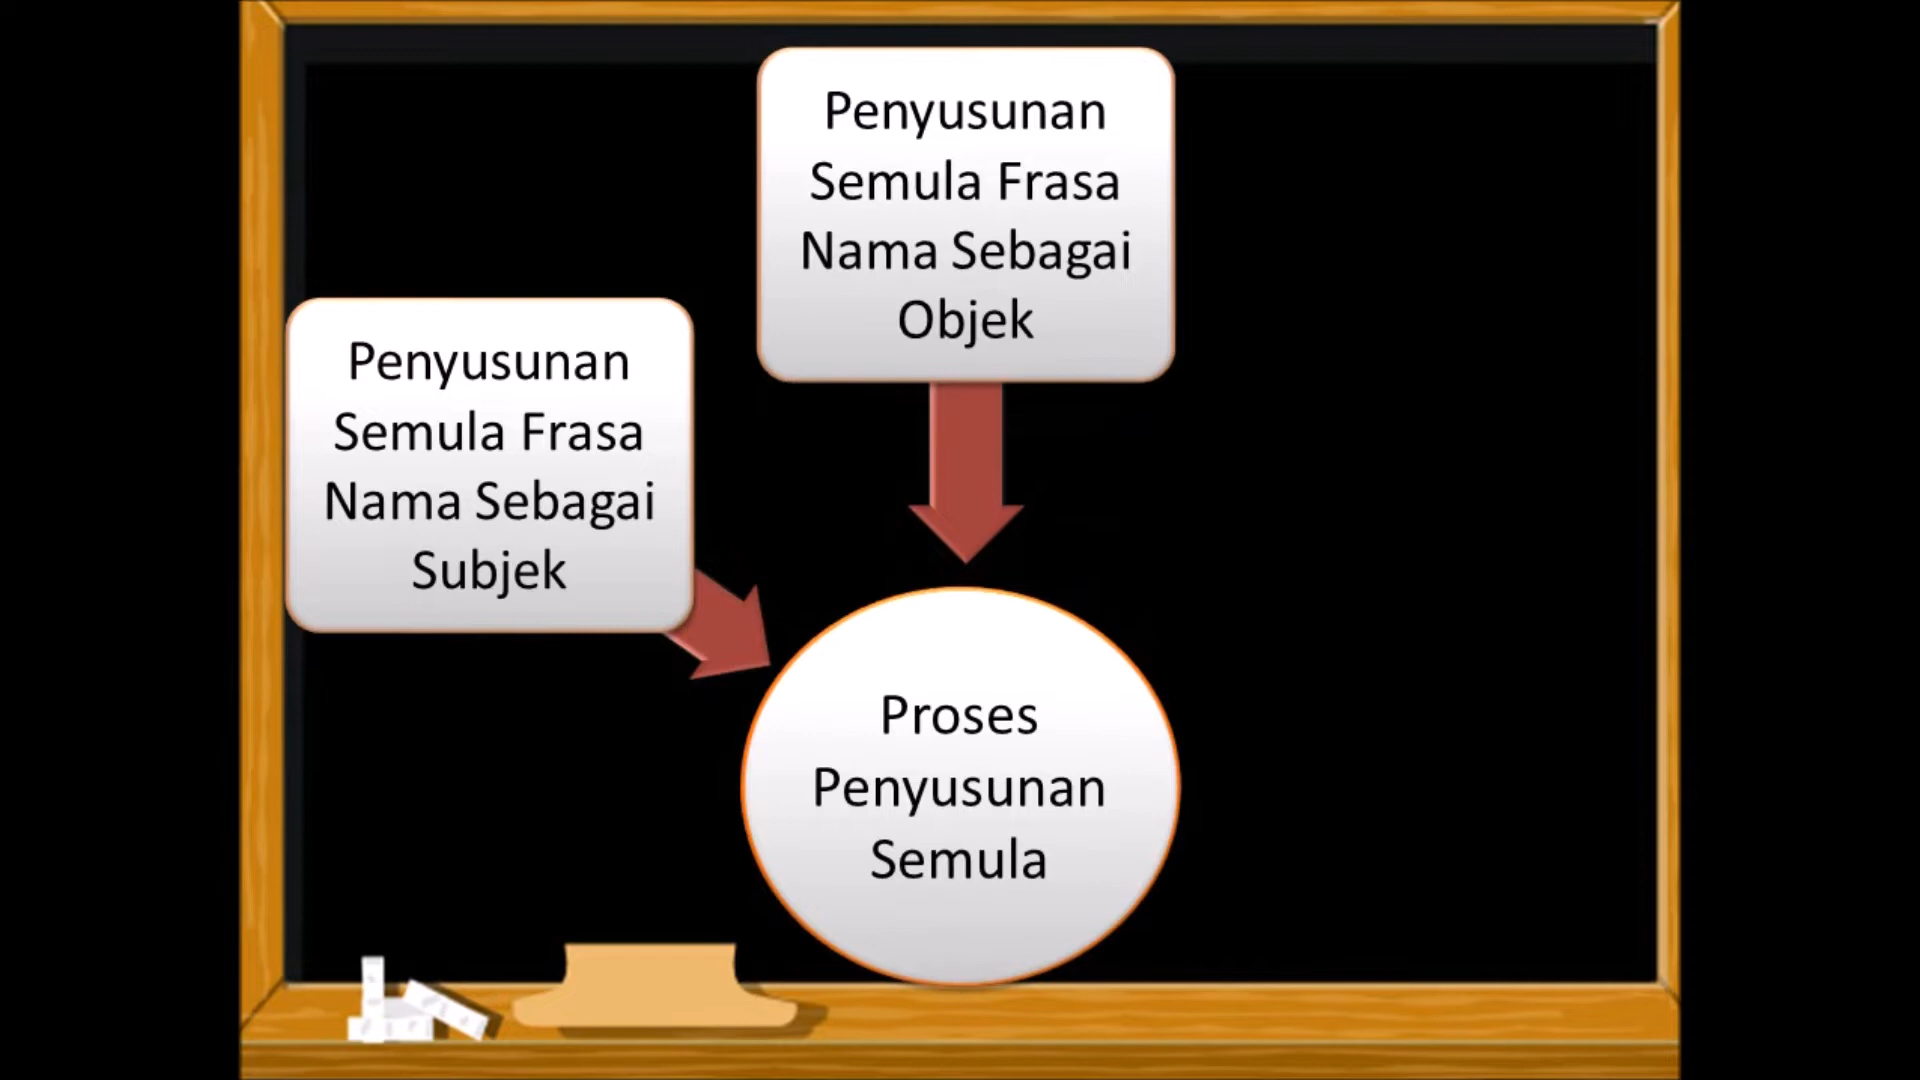 Penyusunan
Semula Frasa
Nama Sebagai
Objek
Penyusunan
Semula Frasa
Nama Sebagai
Subjek
Proses
Penyusunan
Semula